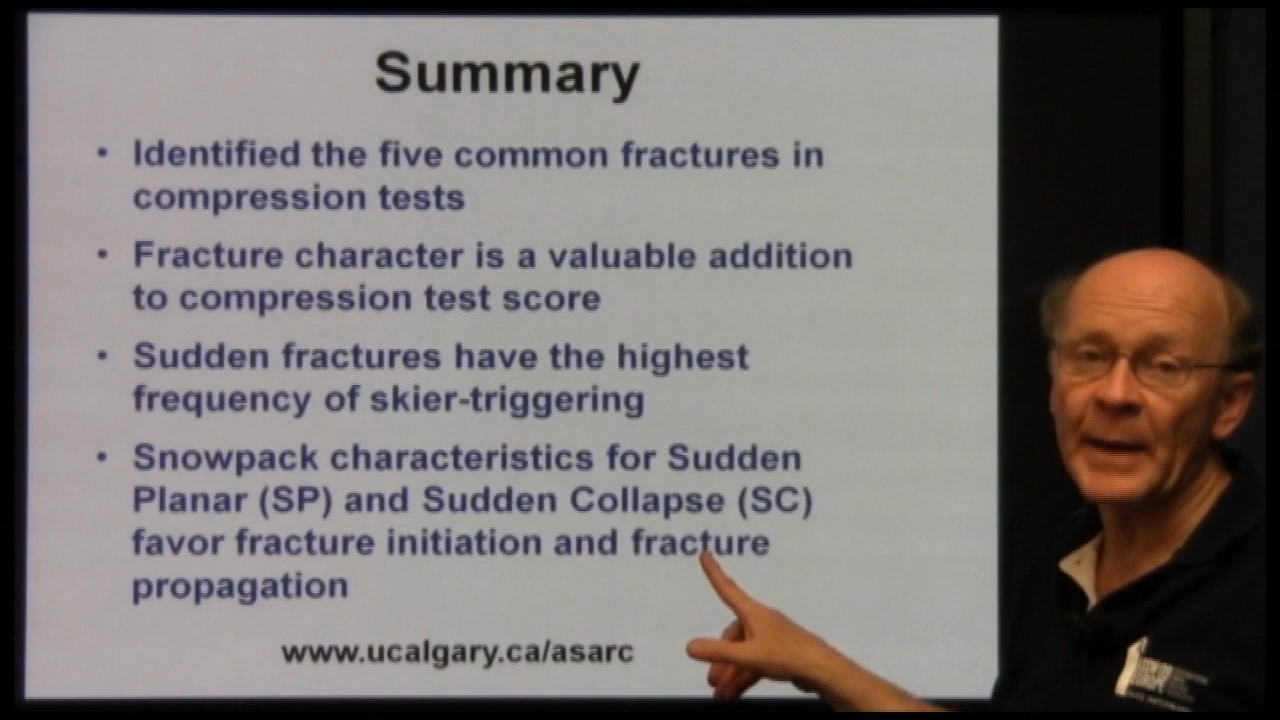 Summary
• Identified the five common fractures in
compression tests
• Fracture character is a valuable addition
to compression test score
• Sudden fractures have the highest
frequency of skier-triggering
• Snowpack characteristics for Sudden
Planar (SP) and Sudden Collapse (SC)
favor fracture initiation and fracture
propagation
www.ucalgary.ca/asarc